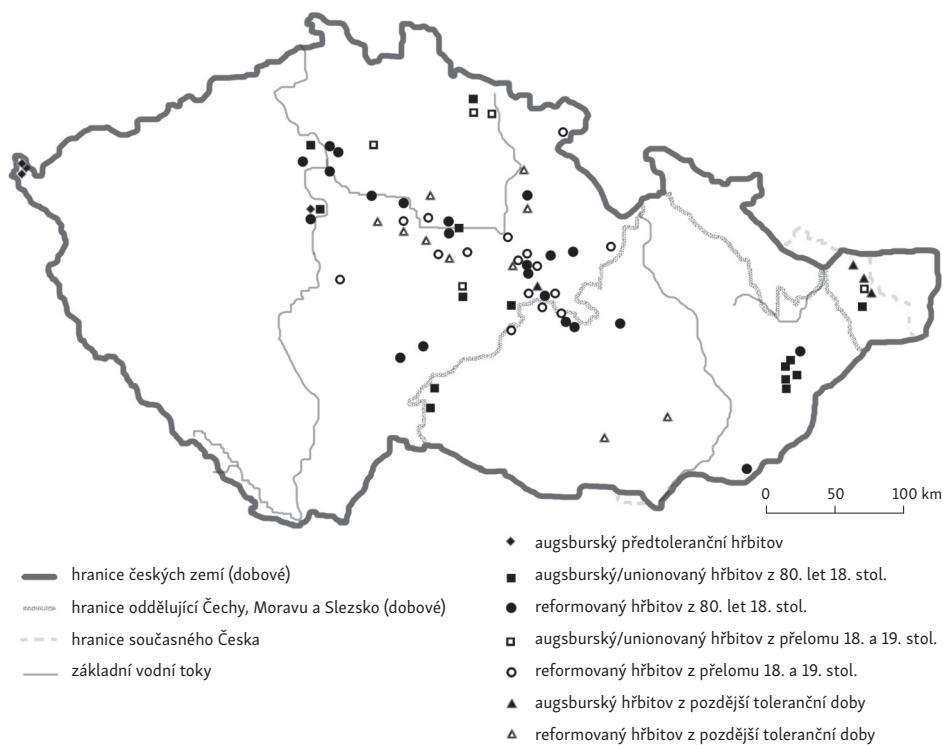 0 50 100 km
hranice českých zemí (dobové)
hranice oddělující Čechy, Moravu a Slezsko (dobové)
hranice současného Česka
základní vodní toky
augsburský předtoleranční hřbitov
augsburský/unionovaný hřbitov z 80. let 18. stol.
reformovaný hřbitov z 80. let 18. stol.
augsburský/unionovaný hřbitov z přelomu 18. a 19. stol.
reformovaný hřbitov z přelomu 18. a 19. stol.
augsburský hřbitov z pozdější toleranční doby
reformovaný hřbitov z pozdější toleranční doby